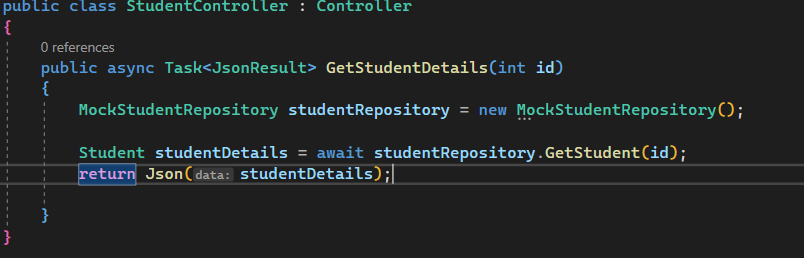 public class StudentController : Controller
{
0 references
public async Task<JsonResult> GetStudentDetails(int id)
{
MockStudentRepository studentRepository = new MockStudentRepository();
Student studentDetails = await studentRepository.GetStudent(id);
return Json(data: studentDetails);
}
}